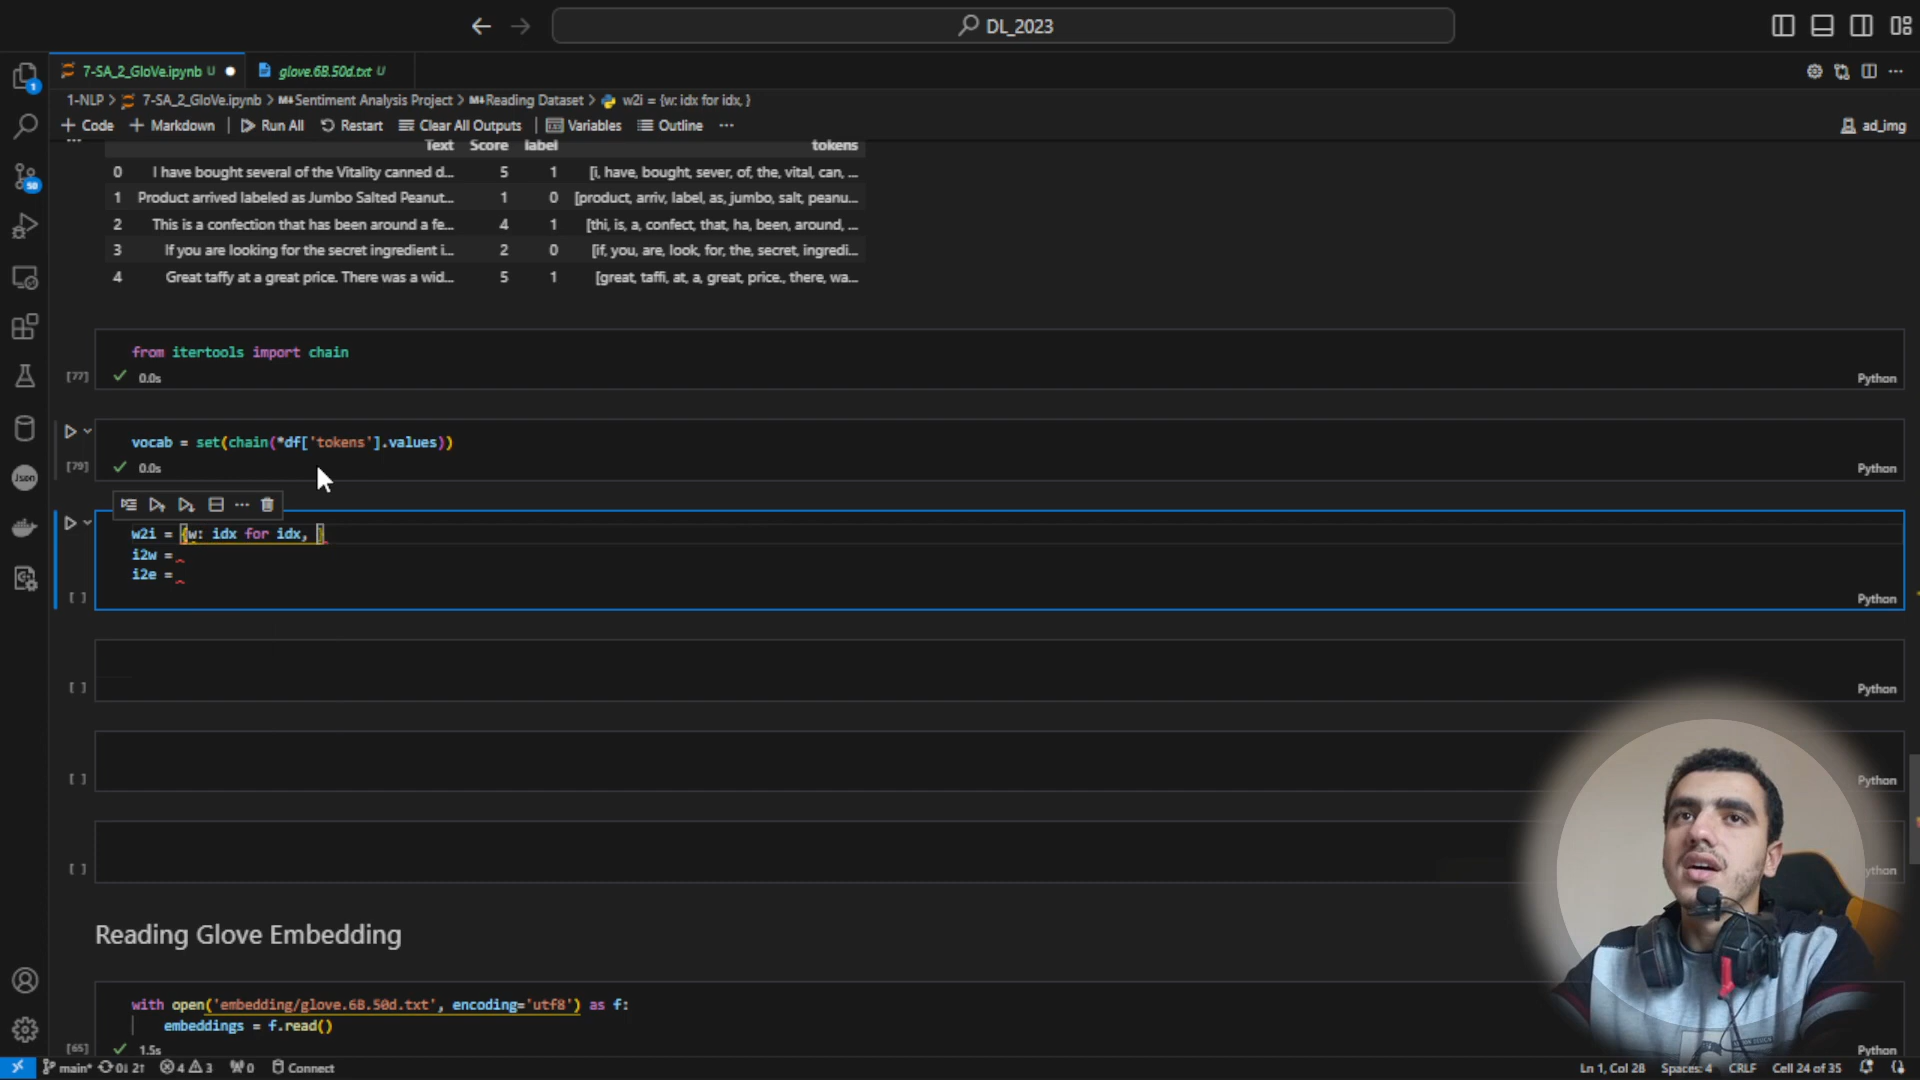 DL_2023
7-SA_2_GloVe.ipynb U
glove.6B.50d.txt U
1-NLP > 7-SA_2_GloVe.ipynb > M↓Sentiment Analysis Project > M↓Reading Dataset > w2i = {w: idx for idx, }
+ Code + Markdown Run All Restart Clear All Outputs Variables Outline ...
ad_img
Text Score label tokens
0 I have bought several of the Vitality canned d... 5 1 [i, have, bought, sever, of, the, vital, can, ...
1 Product arrived labeled as Jumbo Salted Peanut... 1 0 [product, arriv, label, as, jumbo, salt, peanu...
2 This is a confection that has been around a fe... 4 1 [thi, is, a, confect, that, ha, been, around, ...
3 If you are looking for the secret ingredient i... 2 0 [if, you, are, look, for, the, secret, ingredi...
4 Great taffy at a great price. There was a wid... 5 1 [great, taffi, at, a, great, price., there, wa...
from itertools import chain
[77] 0.0s Python
vocab = set(chain(*df['tokens'].values))
[79] 0.0s Python
w2i = {w: idx for idx, }
i2w =
i2e =
[ ] Python
[ ] Python
[ ] Python
[ ] ython
Reading Glove Embedding
with open('embedding/glove.6B.50d.txt', encoding='utf8') as f:
embeddings = f.read()
[65] 1.5s Python
1
50
Json
main* 0↓ 2↑ 4 3 0 Connect
Ln 1, Col 28 Spaces: 4 CRLF Cell 24 of 35